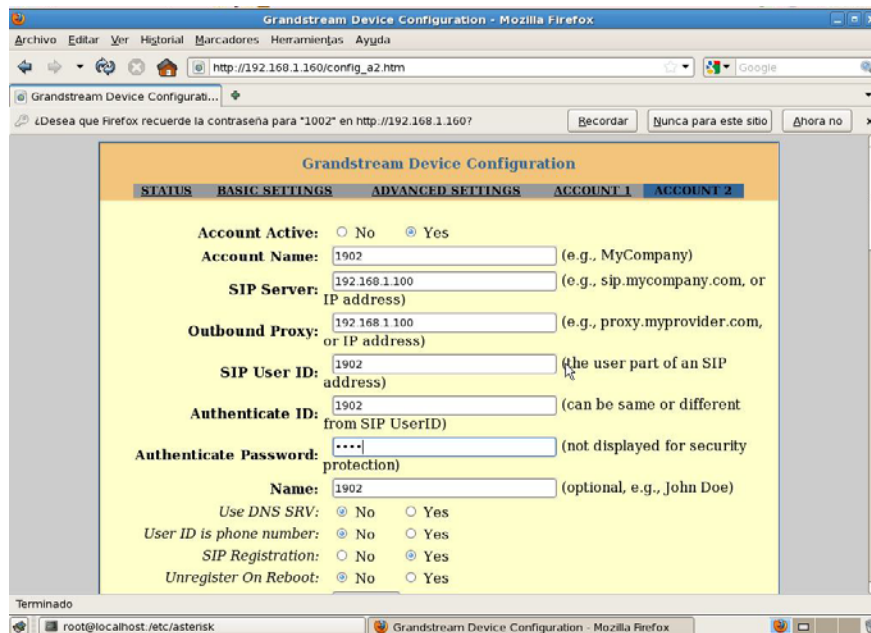 Grandstream Device Configuration - Mozilla Firefox
Archivo Editar Ver Historial Marcadores Herramientas Ayuda
http://192.168.1.160/config_a2.htm
Google
Grandstream Device Configurati...
¿Desea que Firefox recuerde la contraseña para "1002" en http://192.168.1.160? Recordar Nunca para este sitio Ahora no
Grandstream Device Configuration
STATUS BASIC SETTINGS ADVANCED SETTINGS ACCOUNT 1 ACCOUNT 2
Account Active: No Yes
Account Name: 1902 (e.g., MyCompany)
SIP Server: 192.168.1.100 (e.g., sip.mycompany.com, or
IP address)
Outbound Proxy: 192.168.1.100 (e.g., proxy.myprovider.com,
or IP address)
SIP User ID: 1902 (the user part of an SIP
address)
Authenticate ID: 1902 (can be same or different
from SIP UserID)
Authenticate Password: •••• (not displayed for security
protection)
Name: 1902 (optional, e.g., John Doe)
Use DNS SRV: No Yes
User ID is phone number: No Yes
SIP Registration: No Yes
Unregister On Reboot: No Yes
Terminado
root@localhost:/etc/asterisk Grandstream Device Configuration - Mozilla Firefox